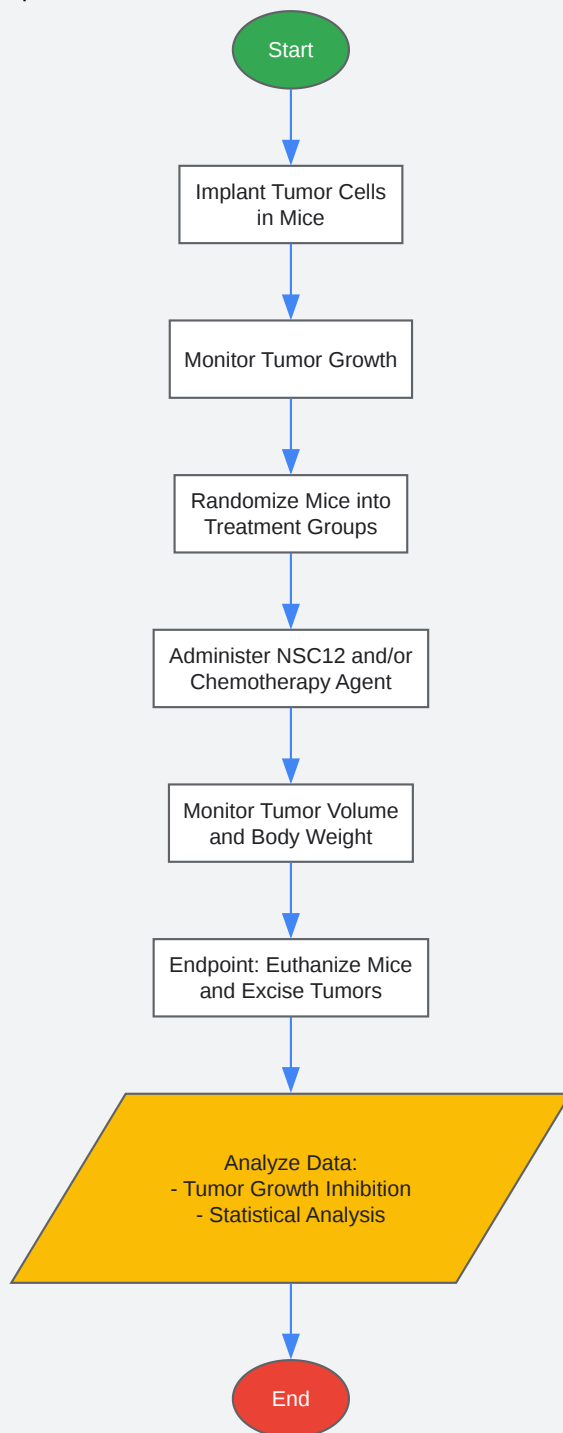 Start
Implant Tumor Cells
in Mice
Monitor Tumor Growth
Randomize Mice into
Treatment Groups
Administer NSC12 and/or
Chemotherapy Agent
Monitor Tumor Volume
and Body Weight
Endpoint: Euthanize Mice
and Excise Tumors
Analyze Data:
- Tumor Growth Inhibition
- Statistical Analysis
End